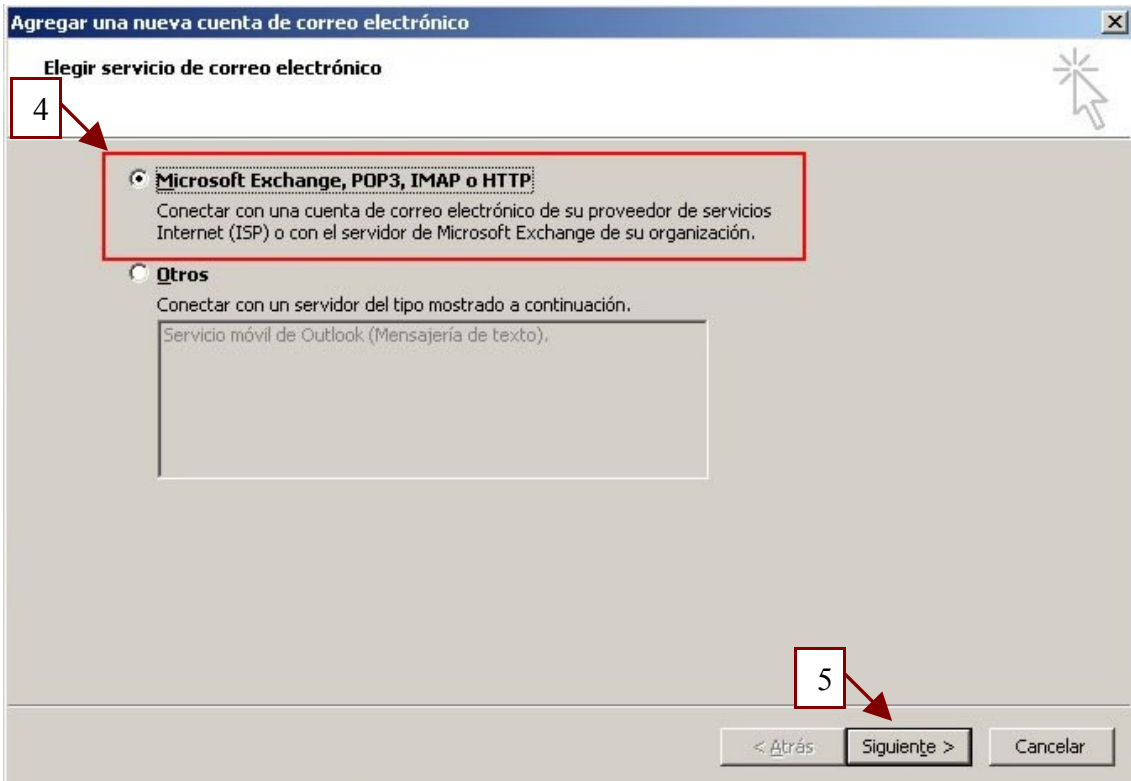 Agregar una nueva cuenta de correo electrónico
Elegir servicio de correo electrónico
4
Microsoft Exchange, POP3, IMAP o HTTP
Conectar con una cuenta de correo electrónico de su proveedor de servicios
Internet (ISP) o con el servidor de Microsoft Exchange de su organización.
Otros
Conectar con un servidor del tipo mostrado a continuación.
Servicio móvil de Outlook (Mensajería de texto).
5
< Atrás
Siguiente >
Cancelar